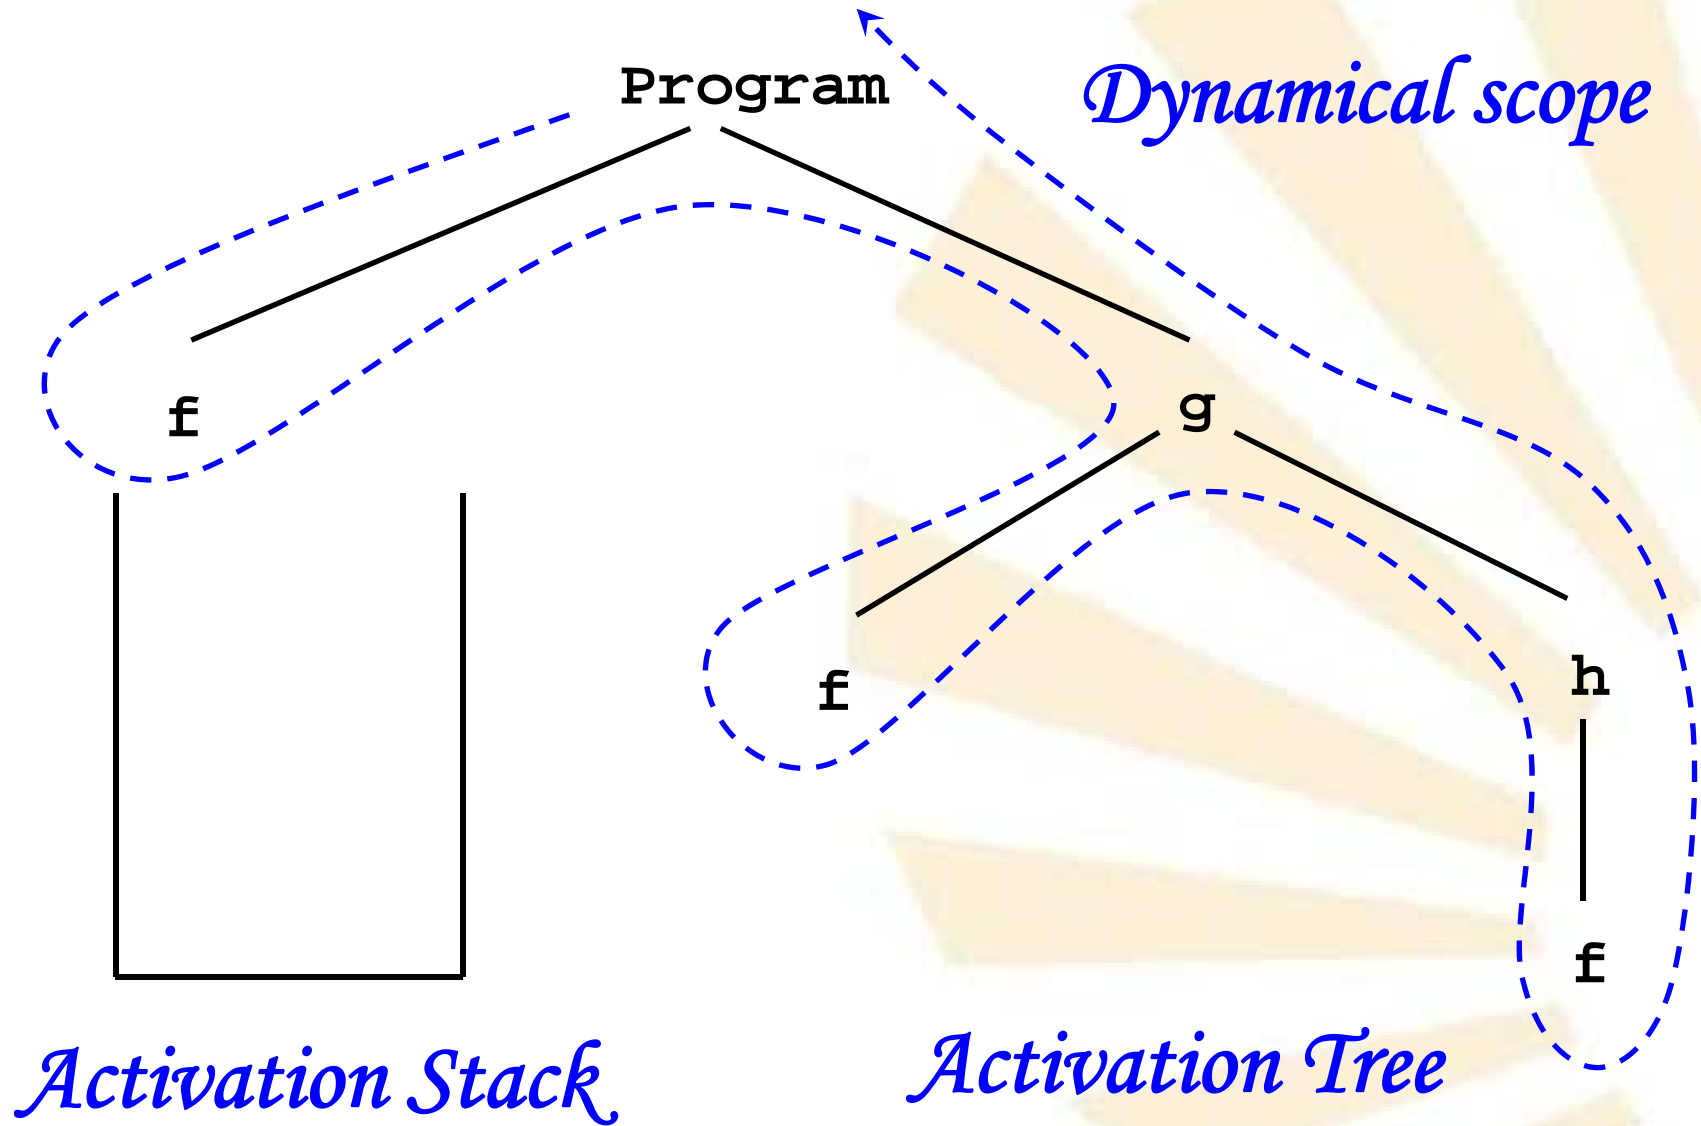 Program
Dynamical scope
f
g
f
h
f
Activation Stack
Activation Tree